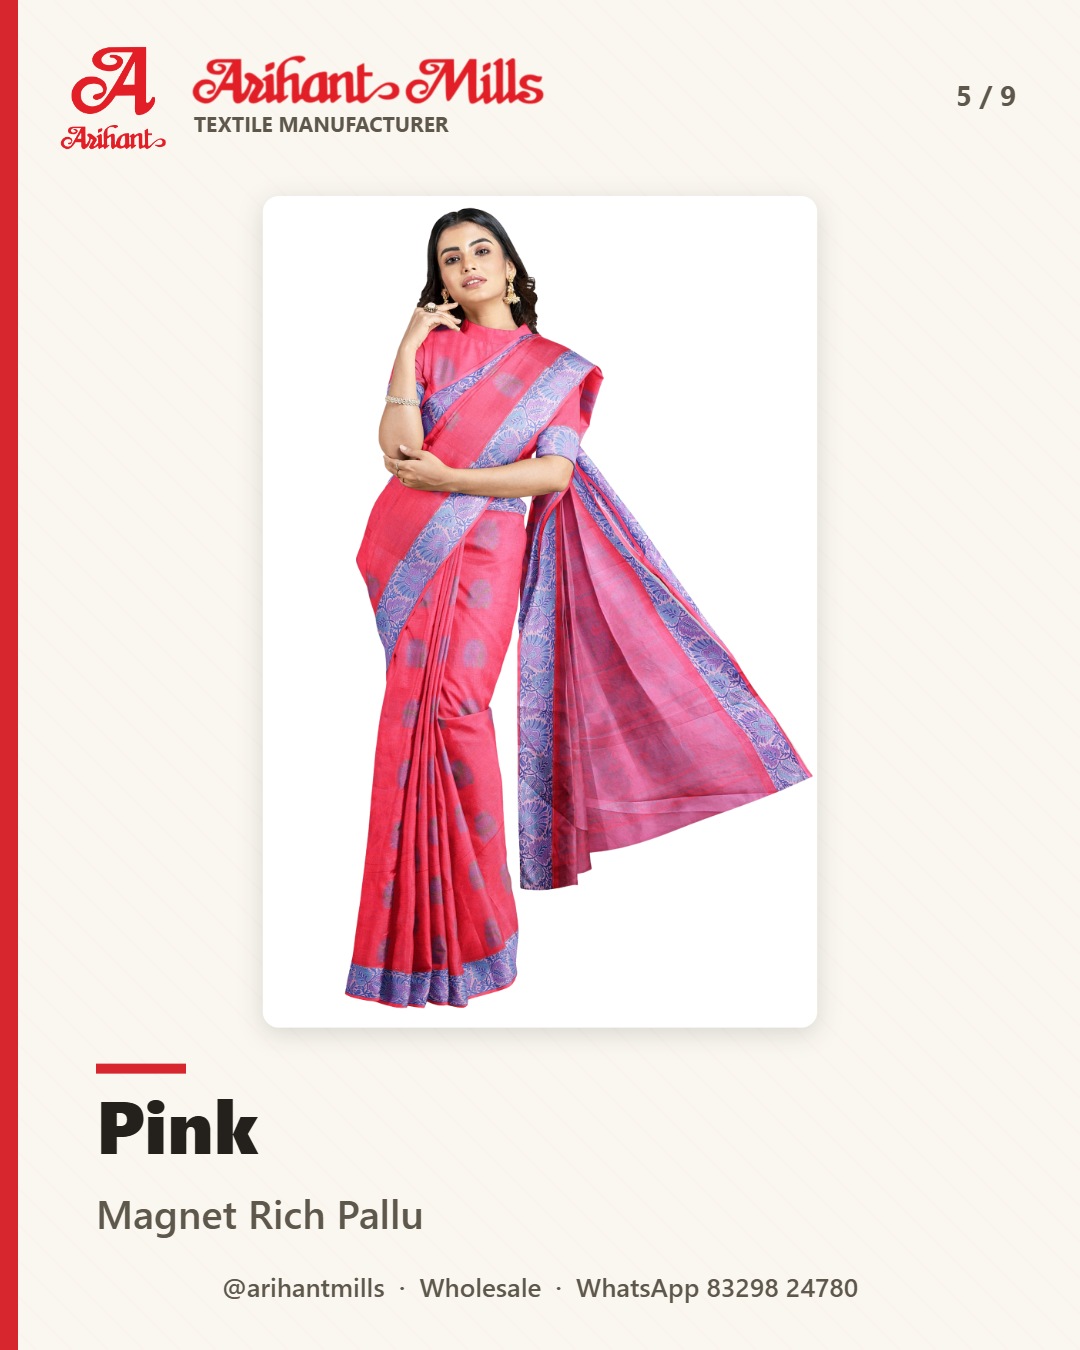 A
Arihant
Arihant Mills
TEXTILE MANUFACTURER
5 / 9
Pink
Magnet Rich Pallu
@arihantmills · Wholesale · WhatsApp 83298 24780